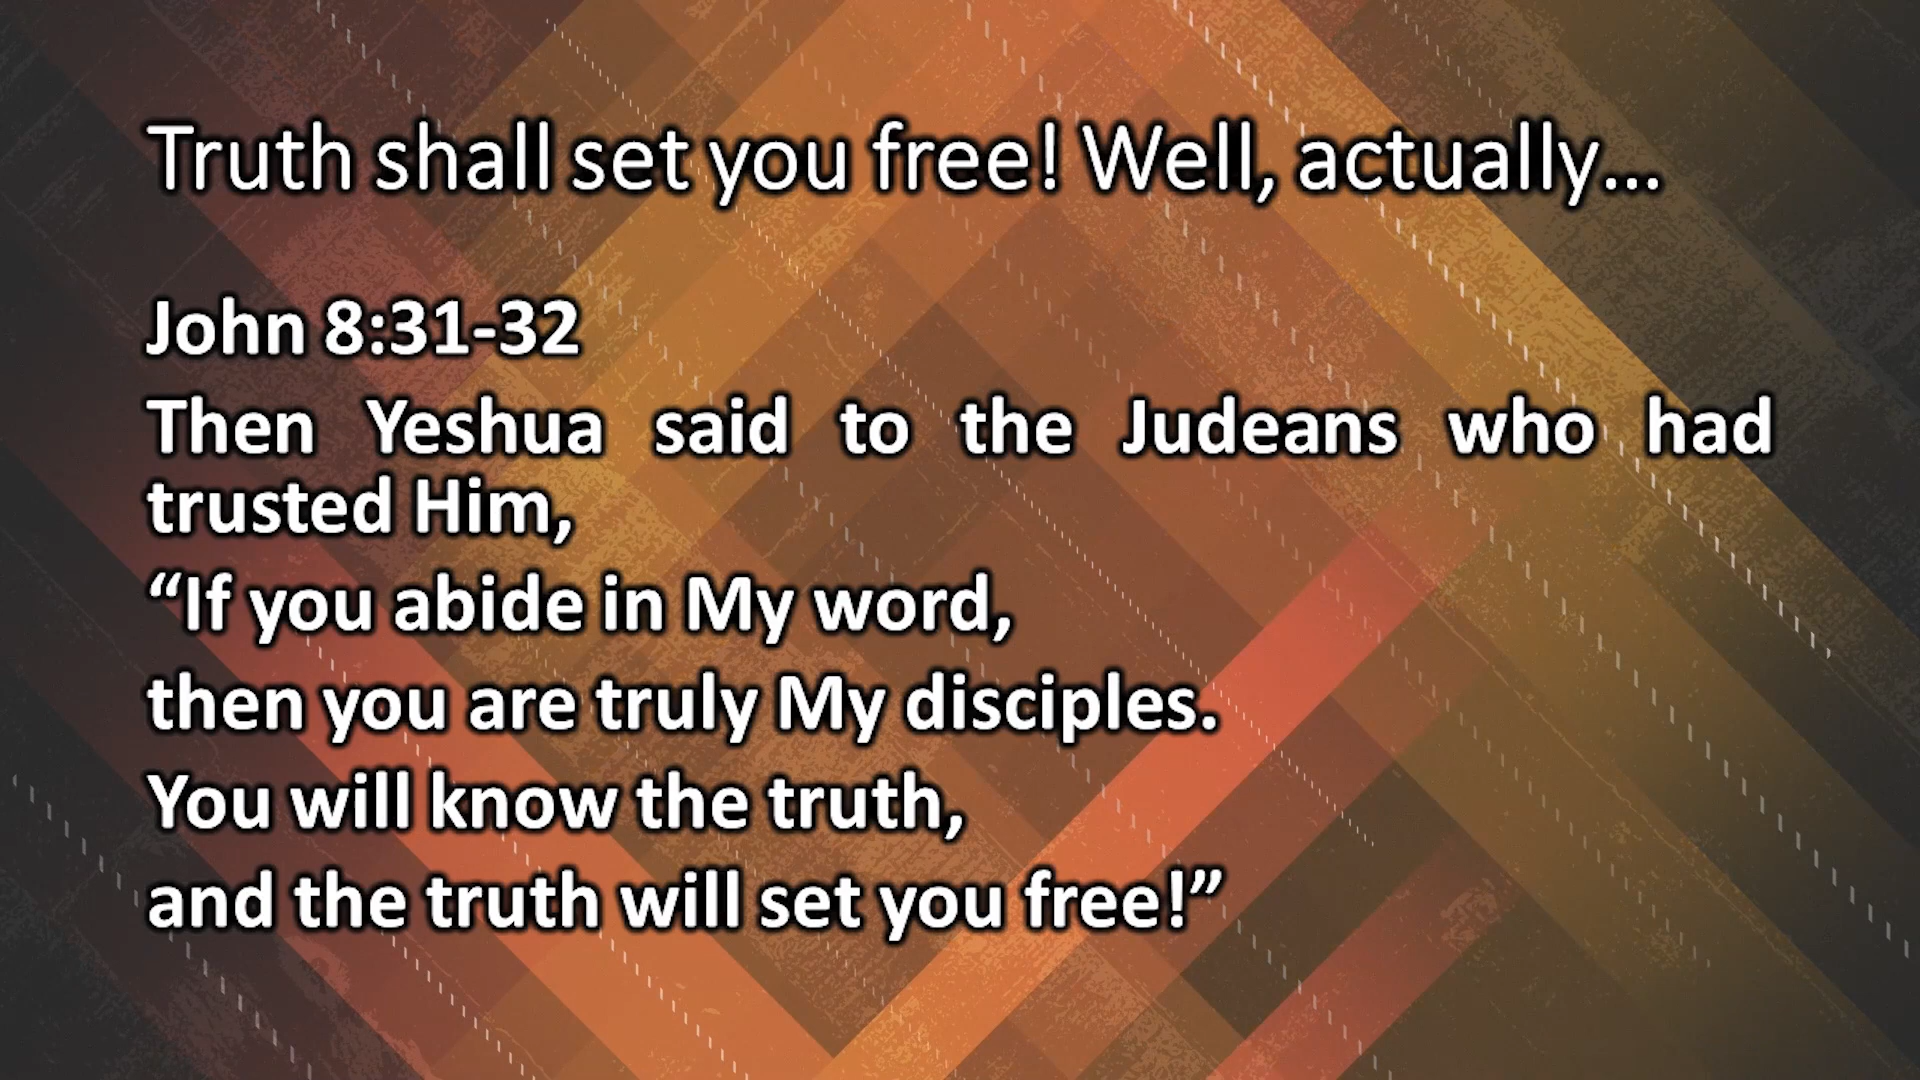 Truth shall set you free! Well, actually...
John 8:31-32
Then Yeshua said to the Judeans who had
trusted Him,
“If you abide in My word,
then you are truly My disciples.
You will know the truth,
and the truth will set you free!”